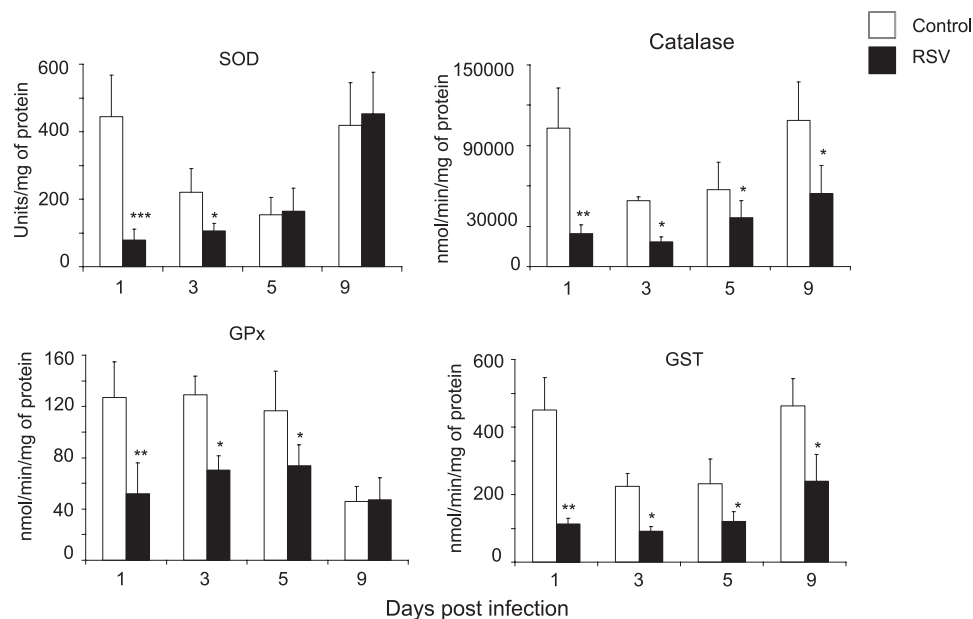 Control
RSV
SOD
Units/mg of protein
600
400
200
0
***
*
1 3 5 9
Catalase
nmol/min/mg of protein
150000
90000
30000
0
**
*
*
*
1 3 5 9
GPx
nmol/min/mg of protein
160
120
80
40
0
**
*
*
1 3 5 9
GST
nmol/min/mg of protein
600
400
200
0
**
*
*
*
1 3 5 9
Days post infection